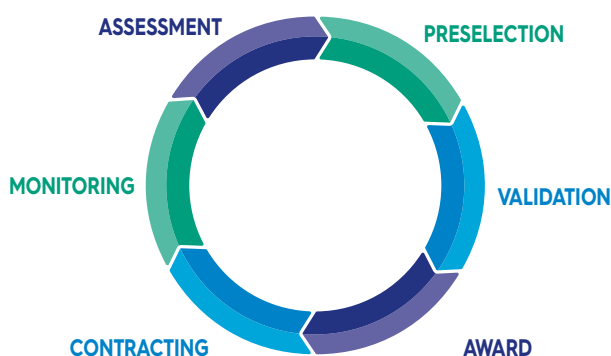 ASSESSMENT
PRESELECTION
MONITORING
VALIDATION
CONTRACTING
AWARD